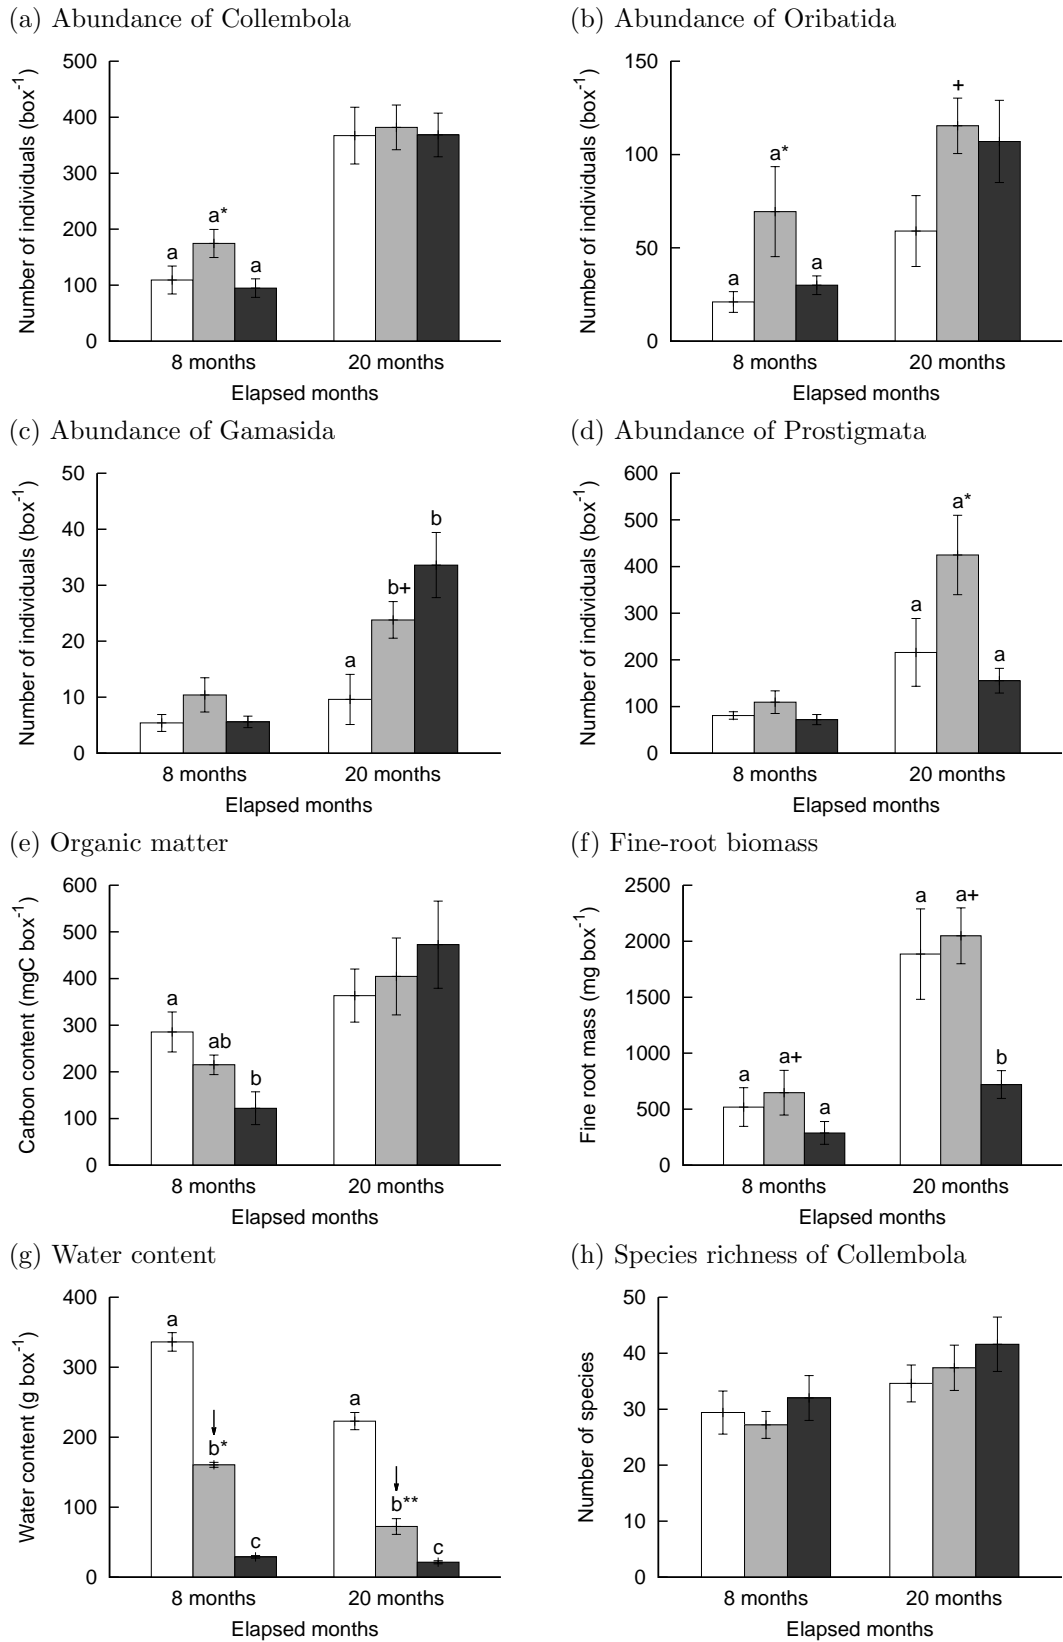 (a) Abundance of Collembola
Number of individuals (box⁻¹)
500
400
300
200
100
0
a
a*
a
8 months
20 months
Elapsed months
(b) Abundance of Oribatida
Number of individuals (box⁻¹)
150
100
50
0
a
a*
a
+
8 months
20 months
Elapsed months
(c) Abundance of Gamasida
Number of individuals (box⁻¹)
50
40
30
20
10
0
a
b+
b
8 months
20 months
Elapsed months
(d) Abundance of Prostigmata
Number of individuals (box⁻¹)
600
500
400
300
200
100
0
a
a*
a
8 months
20 months
Elapsed months
(e) Organic matter
Carbon content (mgC box⁻¹)
600
500
400
300
200
100
0
a
ab
b
8 months
20 months
Elapsed months
(f) Fine-root biomass
Fine root mass (mg box⁻¹)
2500
2000
1500
1000
500
0
a
a+
a
a
a+
b
8 months
20 months
Elapsed months
(g) Water content
Water content (g box⁻¹)
400
300
200
100
0
a
b*
c
a
b**
c
8 months
20 months
Elapsed months
(h) Species richness of Collembola
Number of species
50
40
30
20
10
0
8 months
20 months
Elapsed months